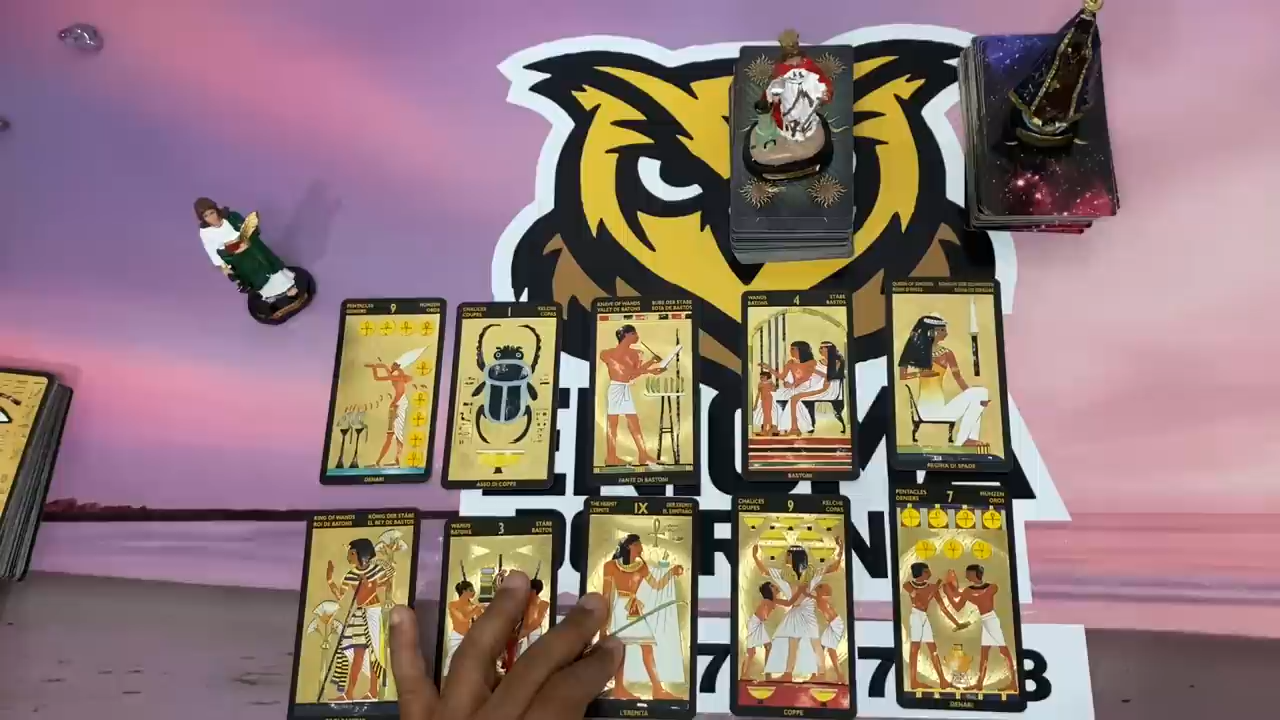 PENTACLES 9 MÜNZEN
DENIERS OROS
DENARI
CHALICES I KELCHE
COUPES COPAS
ASSO DI COPPE
KNAVE OF WANDS BUBE DER STÄBE
VALET DE BATONS SOTA DE BASTOS
FANTE DI BASTONI
WANDS 4 STÄBE
BATONS BASTOS
BASTONI
REGINA DI SPADE
KING OF WANDS KÖNIG DER STÄBE
ROI DE BATONS EL REY DE BASTOS
WANDS 3 STÄBE
BATONS BASTOS
THE HERMIT IX DER EREMIT
L'ERMITE EL ERMITAÑO
L'EREMITA
CHALICES 9 KELCHE
COUPES COPAS
COPPE
PENTACLES 7 MÜNZEN
DENIERS OROS
DENARI